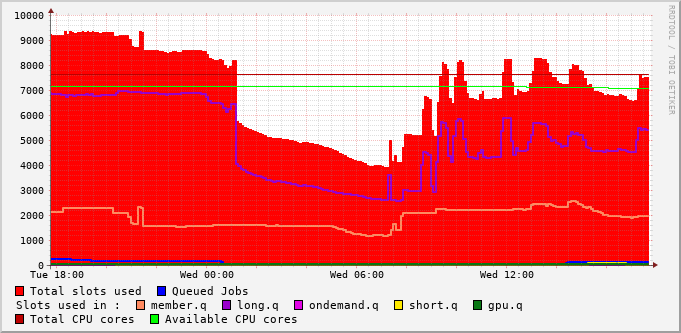 10000
9000
8000
7000
6000
5000
4000
3000
2000
1000
0
Tue 18:00 Wed 00:00 Wed 06:00 Wed 12:00
RRDTOOL / TOBI OETIKER
Total slots used Queued Jobs
Slots used in : member.q long.q ondemand.q short.q gpu.q
Total CPU cores Available CPU cores